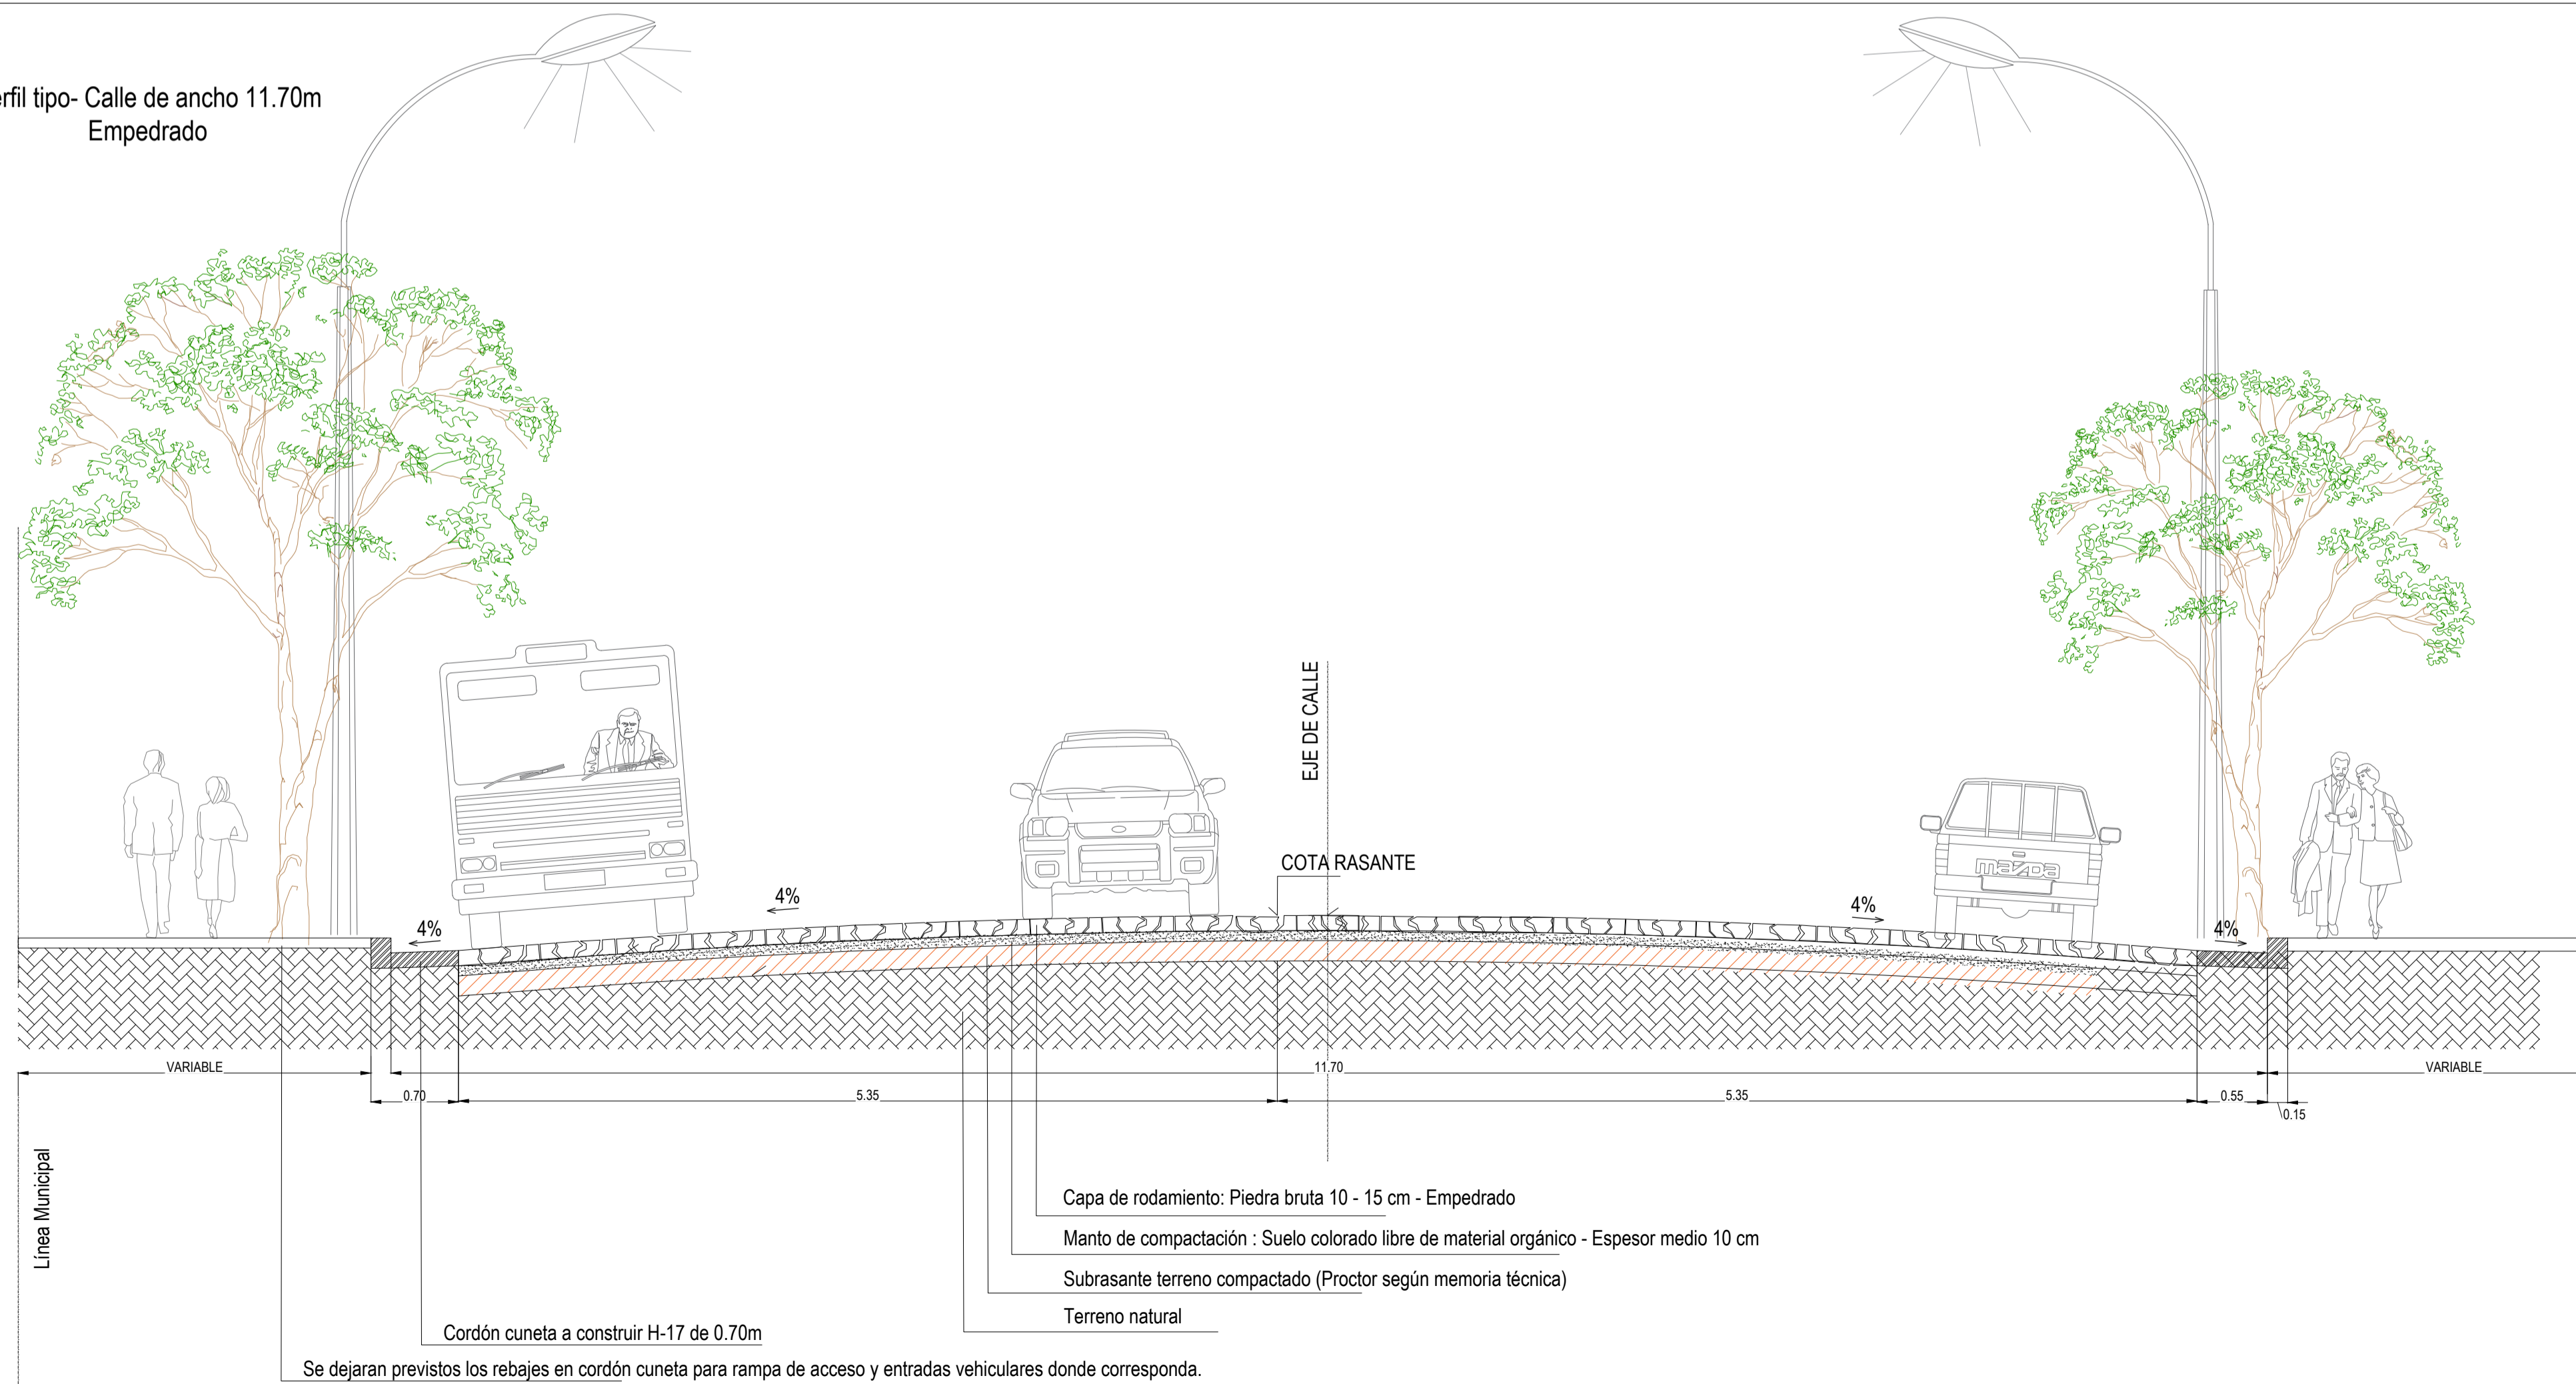 erfil tipo- Calle de ancho 11.70m
Empedrado
EJE DE CALLE
COTA RASANTE
mazda
4%
4%
4%
4%
VARIABLE
11.70
VARIABLE
0.70
5.35
5.35
0.55
0.15
Línea Municipal
Capa de rodamiento: Piedra bruta 10 - 15 cm - Empedrado
Manto de compactación : Suelo colorado libre de material orgánico - Espesor medio 10 cm
Subrasante terreno compactado (Proctor según memoria técnica)
Terreno natural
Cordón cuneta a construir H-17 de 0.70m
Se dejaran previstos los rebajes en cordón cuneta para rampa de acceso y entradas vehiculares donde corresponda.